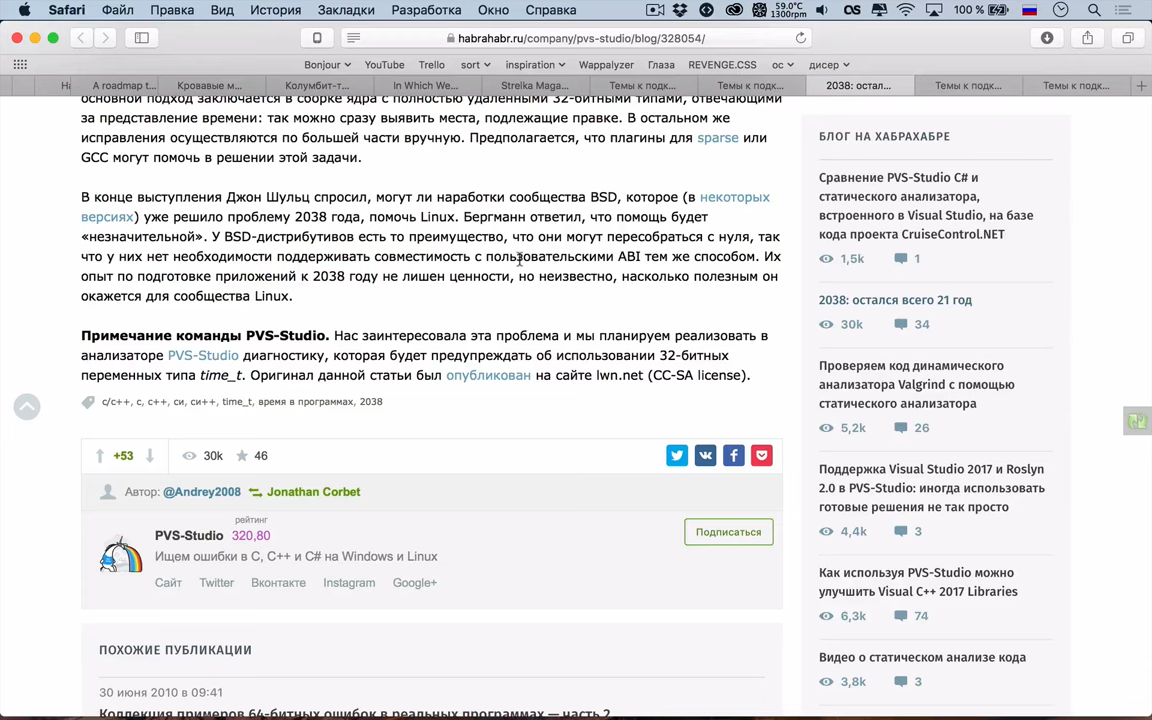 Safari Файл Правка Вид История Закладки Разработка Окно Справка 59.0°C 1300rpm 100 %
habrahabr.ru/company/pvs-studio/blog/328054/
Bonjour YouTube Trello sort inspiration Wappalyzer Глаза REVENGE.CSS ос дисер
На A roadmap t... Кровавые м... Колумбит-т... In Which We... Streika Maga... Темы к подк... Темы к подк... 2038: остал... Темы к подк... Темы к подк...
основной подход заключается в сборке ядра с полностью удаленными 32-битными типами, отвечающими
за представление времени: так можно сразу выявить места, подлежащие правке. В остальном же
исправления осуществляются по большей части вручную. Предполагается, что плагины для sparse или
GCC могут помочь в решении этой задачи.
В конце выступления Джон Шульц спросил, могут ли наработки сообщества BSD, которое (в некоторых
версиях) уже решило проблему 2038 года, помочь Linux. Бергманн ответил, что помощь будет
«незначительной». У BSD-дистрибутивов есть то преимущество, что они могут пересобраться с нуля, так
что у них нет необходимости поддерживать совместимость с пользовательскими ABI тем же способом. Их
опыт по подготовке приложений к 2038 году не лишен ценности, но неизвестно, насколько полезным он
окажется для сообщества Linux.
Примечание команды PVS-Studio. Нас заинтересовала эта проблема и мы планируем реализовать в
анализаторе PVS-Studio диагностику, которая будет предупреждать об использовании 32-битных
переменных типа time_t. Оригинал данной статьи был опубликован на сайте lwn.net (CC-SA license).
c/c++, c, c++, си, си++, time_t, время в программах, 2038
+53 30k 46
Автор: @Andrey2008 Jonathan Corbet
рейтинг
PVS-Studio 320,80
Ищем ошибки в C, C++ и C# на Windows и Linux
Сайт Twitter Вконтакте Instagram Google+
Подписаться
ПОХОЖИЕ ПУБЛИКАЦИИ
30 июня 2010 в 09:41
Коллекция примеров 64-битных ошибок в реальных программах — часть 2
БЛОГ НА ХАБРАХАБРЕ
Сравнение PVS-Studio C# и
статического анализатора,
встроенного в Visual Studio, на базе
кода проекта CruiseControl.NET
1,5k 1
2038: остался всего 21 год
30k 34
Проверяем код динамического
анализатора Valgrind с помощью
статического анализатора
5,2k 26
Поддержка Visual Studio 2017 и Roslyn
2.0 в PVS-Studio: иногда использовать
готовые решения не так просто
4,4k 3
Как используя PVS-Studio можно
улучшить Visual C++ 2017 Libraries
6,3k 74
Видео о статическом анализе кода
3,8k 3